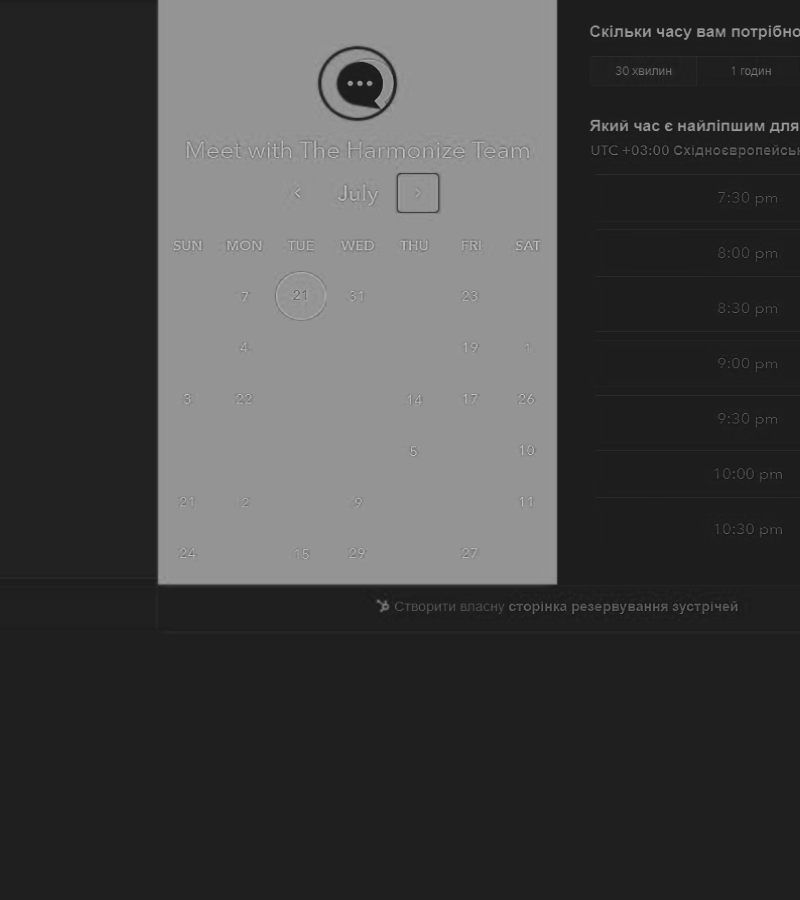 Meet with The Harmonize Team
July
SUN MON TUE WED THU FRI SAT
7 21 31 23
4 19 1
3 22 14 17 26
5 10
21 2 9 11
24 15 29 27
Скільки часу вам потрібно
30 хвилин 1 годин
Який час є найліпшим для
UTC +03:00 Східноєвропейськ
7:30 pm
8:00 pm
8:30 pm
9:00 pm
9:30 pm
10:00 pm
10:30 pm
Створити власну сторінка резервування зустрічей